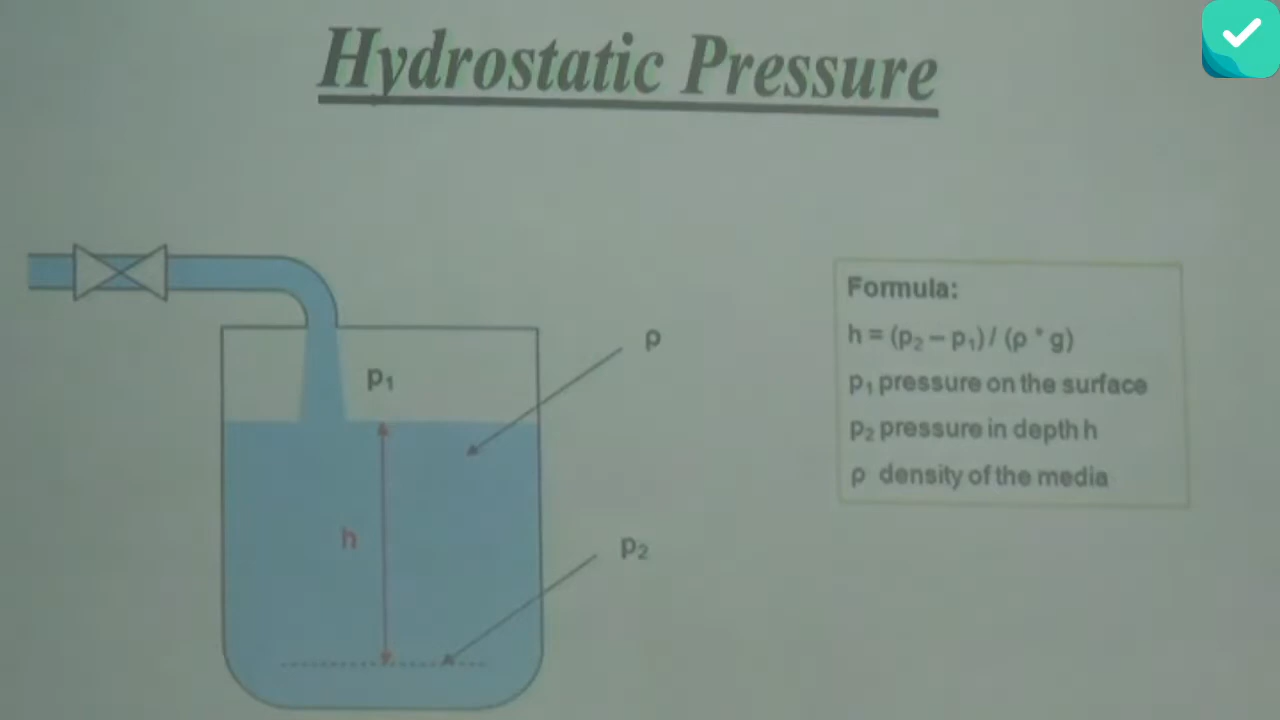 Hydrostatic Pressure
Formula:
h = (p₂ – p₁) / (ρ * g)
p₁ pressure on the surface
p₂ pressure in depth h
ρ density of the media
ρ
p₁
h
p₂